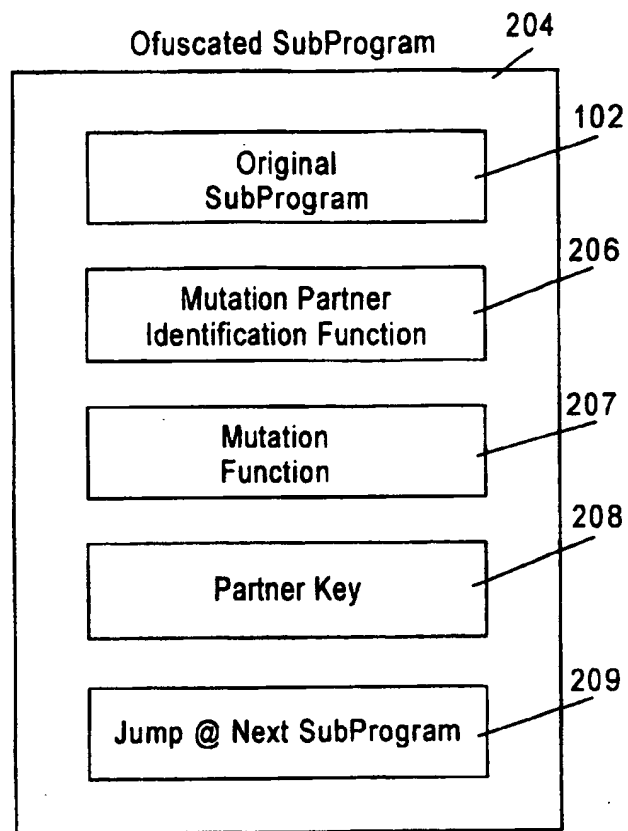 Ofuscated SubProgram
204
102
Original
SubProgram
206
Mutation Partner
Identification Function
207
Mutation
Function
208
Partner Key
209
Jump @ Next SubProgram